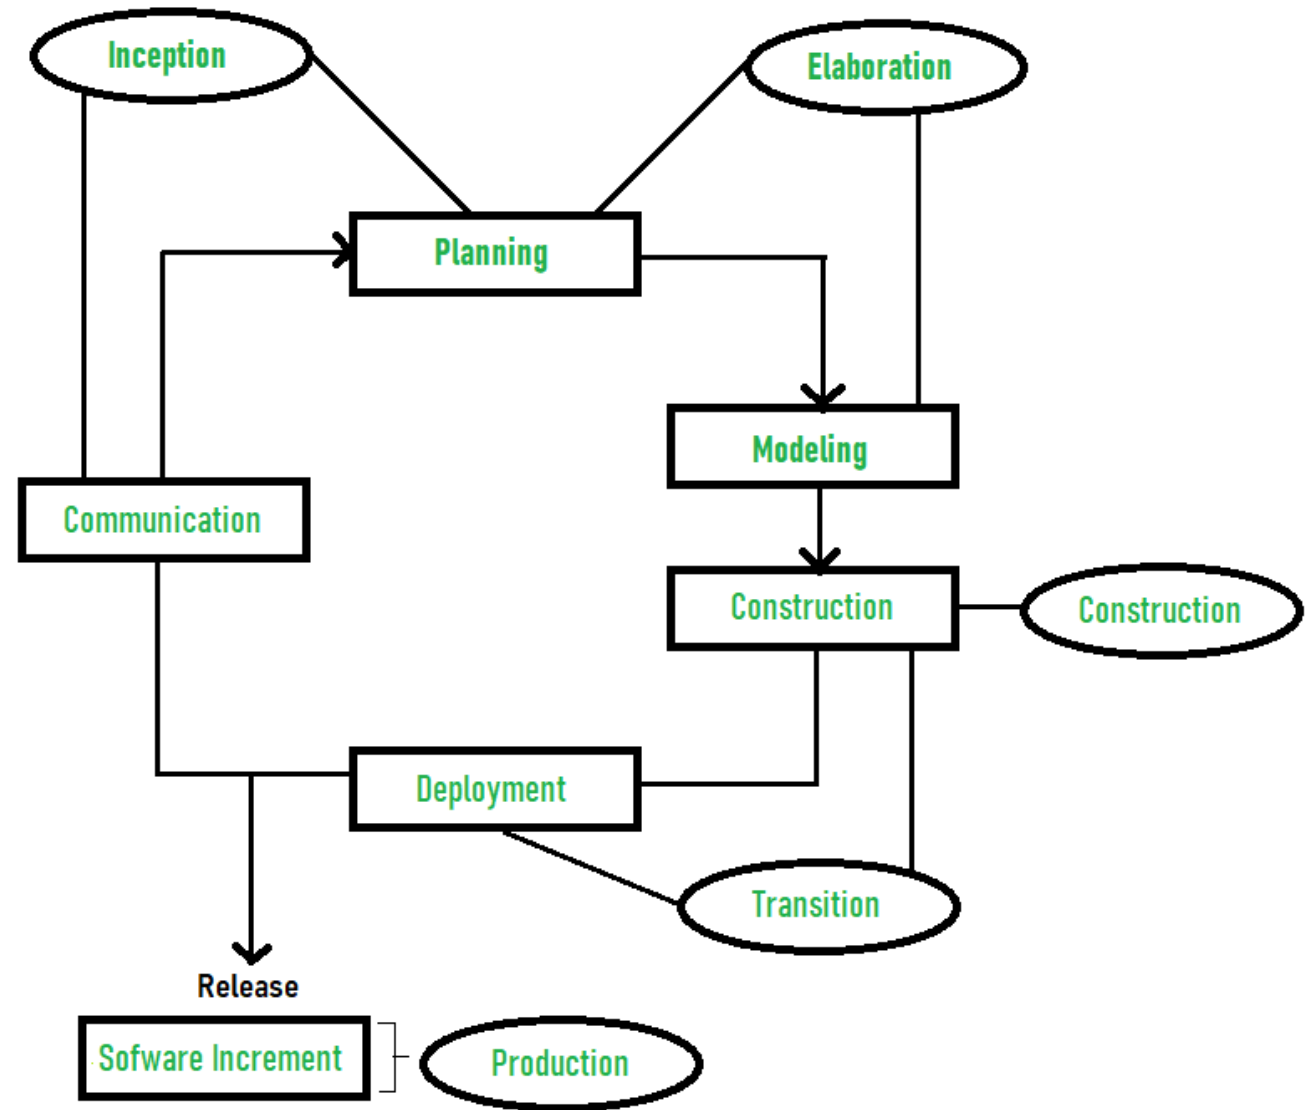 Inception
Elaboration
Planning
Modeling
Communication
Construction
Construction
Deployment
Transition
Release
Sofware Increment
Production